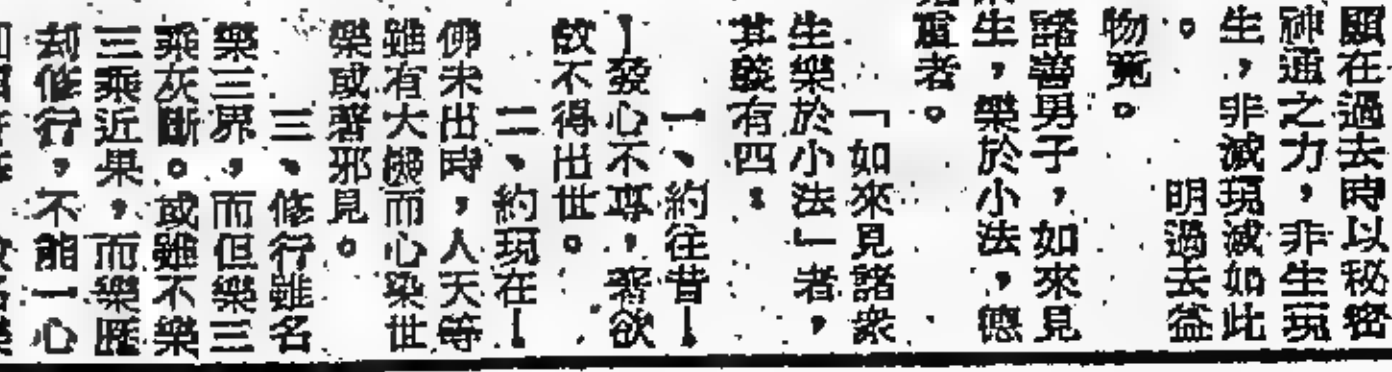 顯在過去時以秘密
神通之力，非生現
生，非滅現滅如此
。
明過去益
物竟。
諸善男子，如來見
生，樂於小法，德
重者。
「如來見諸眾
生樂於小法」者，
其義有四：
一、約往昔—
—發心不專，著欲
故不得出世。
二、約現在—
佛未出時，人天等
雖有大機而心染世
樂或著邪見。
三、修行雖名
樂三界，而但樂三
乘灰斷。或雖不樂
三乘近果，而樂歷
劫修行，不能一心